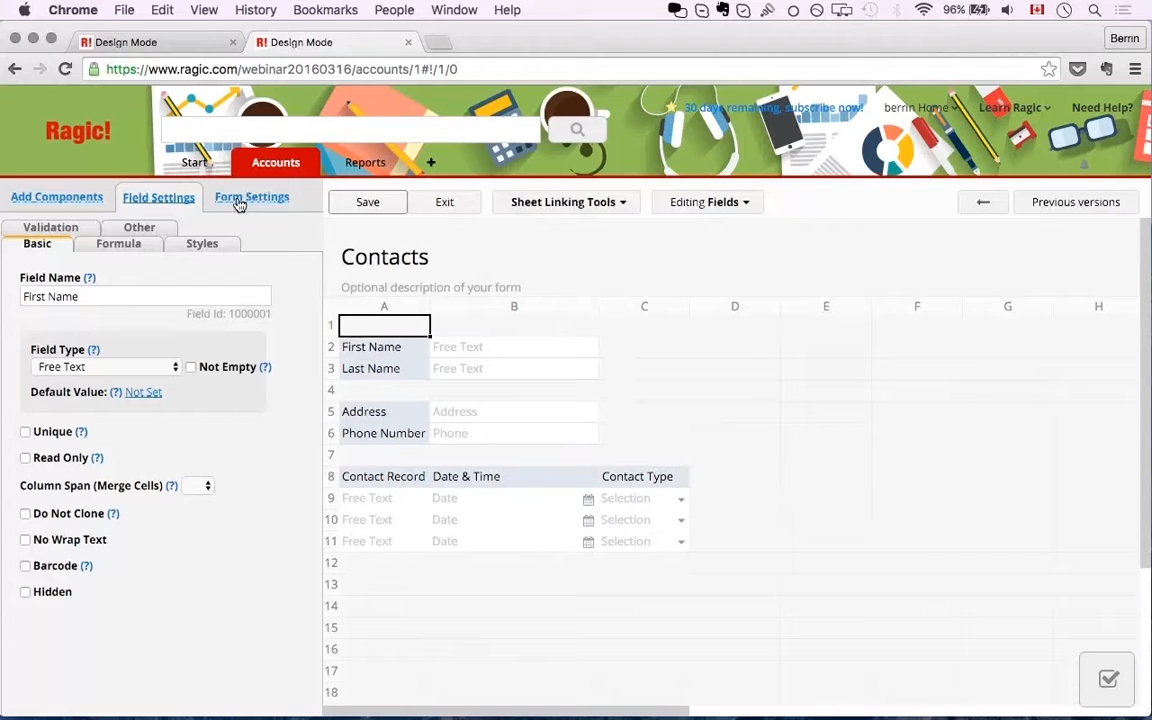 Chrome File Edit View History Bookmarks People Window Help 96%
R! Design Mode × R! Design Mode × Berrin
https://www.ragic.com/webinar20160316/accounts/1#!/1/0
30 days remaining, subscribe now! berrin Home Learn Ragic Need Help?
Ragic!
Start Accounts Reports +
Add Components Field Settings Form Settings Save Exit Sheet Linking Tools Editing Fields Previous versions
Validation Other
Basic Formula Styles
Contacts
Field Name (?)
Optional description of your form
First Name
A B C D E F G H
Field Id: 1000001
1
Field Type (?)
2 First Name Free Text
Free Text Not Empty (?)
3 Last Name Free Text
Default Value: (?) Not Set
4
5 Address Address
Unique (?)
6 Phone Number Phone
Read Only (?)
7
8 Contact Record Date & Time Contact Type
Column Span (Merge Cells) (?)
9 Free Text Date Selection
Do Not Clone (?)
10 Free Text Date Selection
No Wrap Text
11 Free Text Date Selection
Barcode (?)
12
13
Hidden
14
15
16
17
18